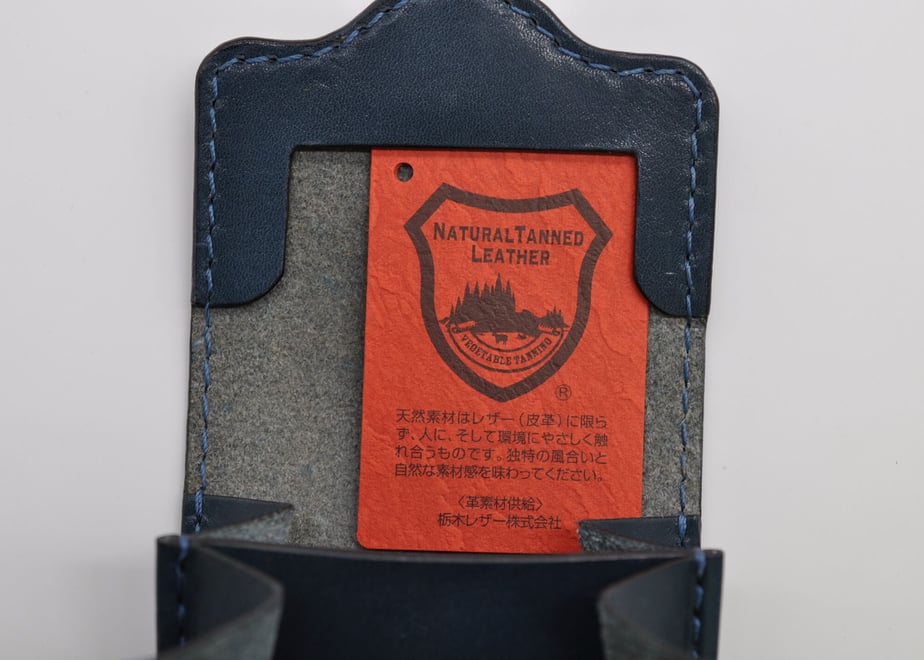 NATURALTANNED
LEATHER
VEGETABLE TANNING
®
天然素材はレザー（皮革）に限ら
ず、人に、そして環境にやさしく触
れ合うものです。独特の風合いと
自然な素材感を味わってください。
〈革素材供給〉
栃木レザー株式会社